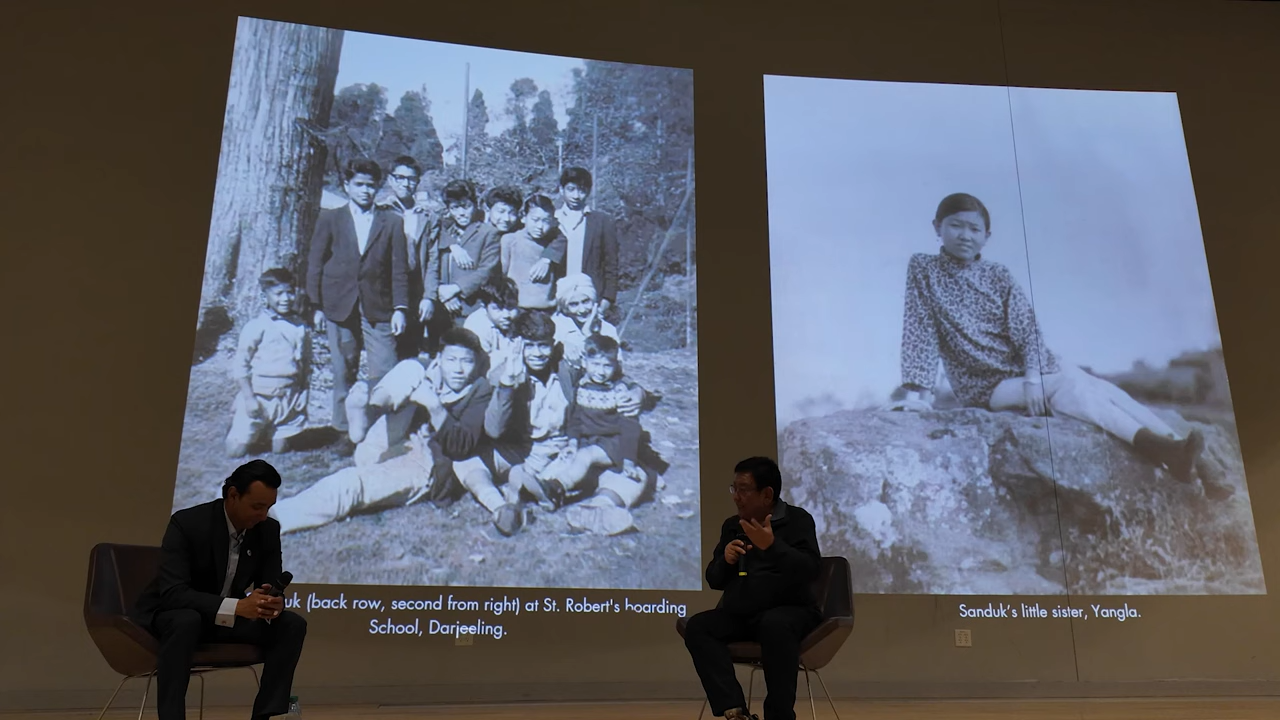 uk (back row, second from right) at St. Robert's boarding
School, Darjeeling.
Sanduk's little sister, Yangla.